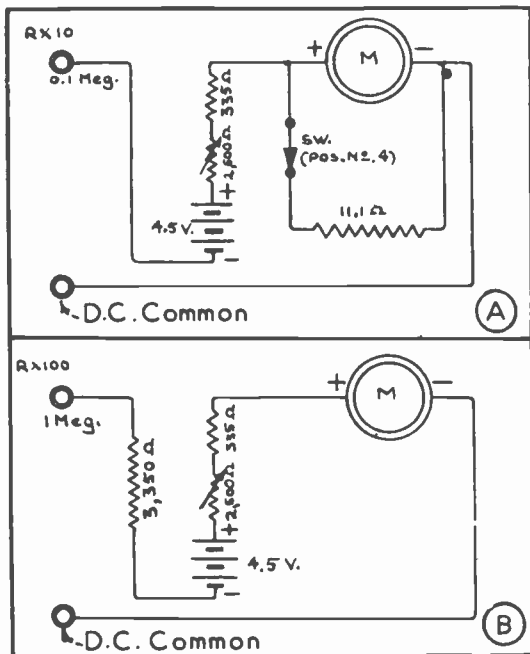 RX10
0.1 Meg.
335Ω
2,600Ω
+
4.5 V.
-
+
M
-
SW.
(POS. Nº. 4)
11.1 Ω
D.C. Common
A
RX100
1 Meg.
3,350Ω
335Ω
2,600Ω
+
4.5 V.
-
+
M
-
D.C. Common
B